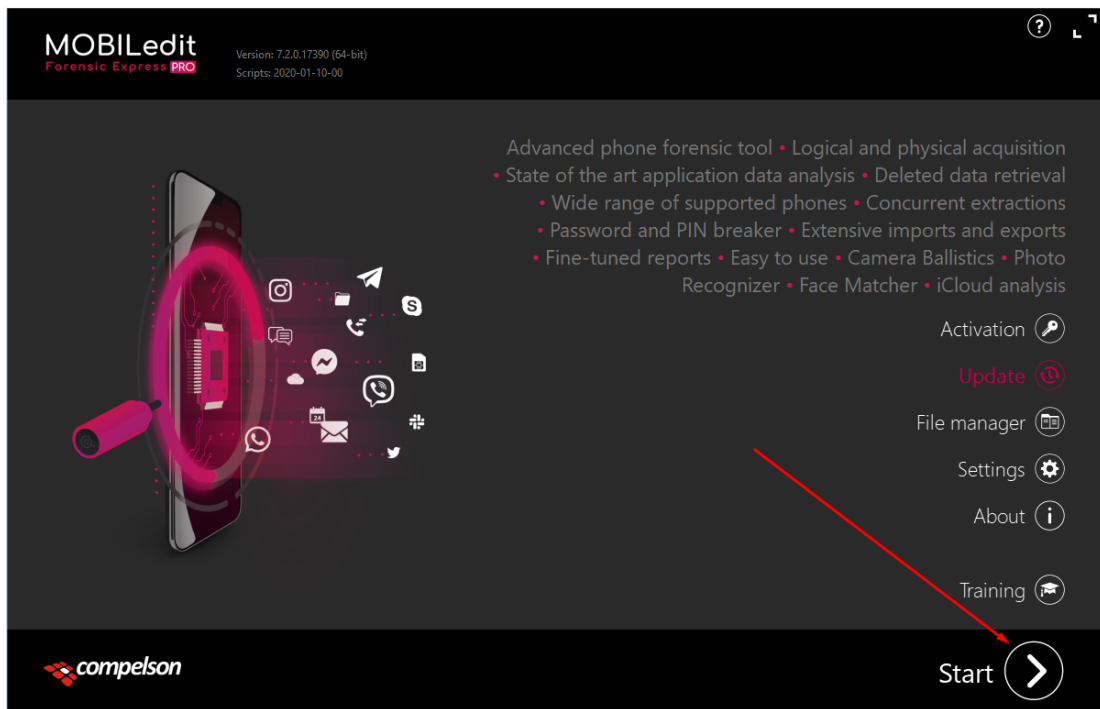 MOBILedit
Forensic Express PRO
Version: 7.2.0.17390 (64-bit)
Scripts: 2020-01-10-00
?
Advanced phone forensic tool • Logical and physical acquisition
• State of the art application data analysis • Deleted data retrieval
• Wide range of supported phones • Concurrent extractions
• Password and PIN breaker • Extensive imports and exports
• Fine-tuned reports • Easy to use • Camera Ballistics • Photo
Recognizer • Face Matcher • iCloud analysis
Activation
Update
File manager
Settings
About
Training
24
compelson
Start